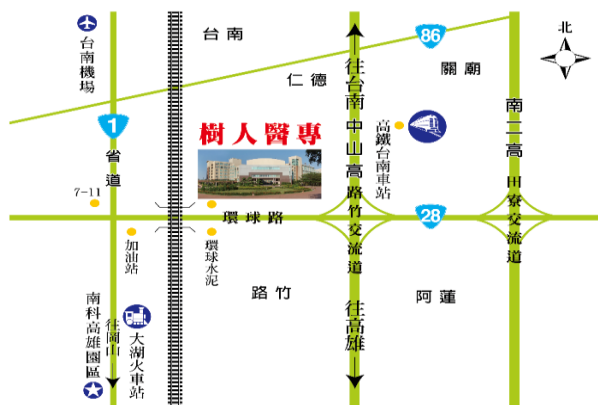 台南
北
86
台南機場
仁德
關廟
往台南
中山高
南二高
1
省道
樹人醫專
高鐵台南車站
7-11
環球路
路竹交流道
28
田寮交流道
加油站
環球水泥
路竹
阿蓮
南科高雄園區
往岡山
大湖火車站
往高雄